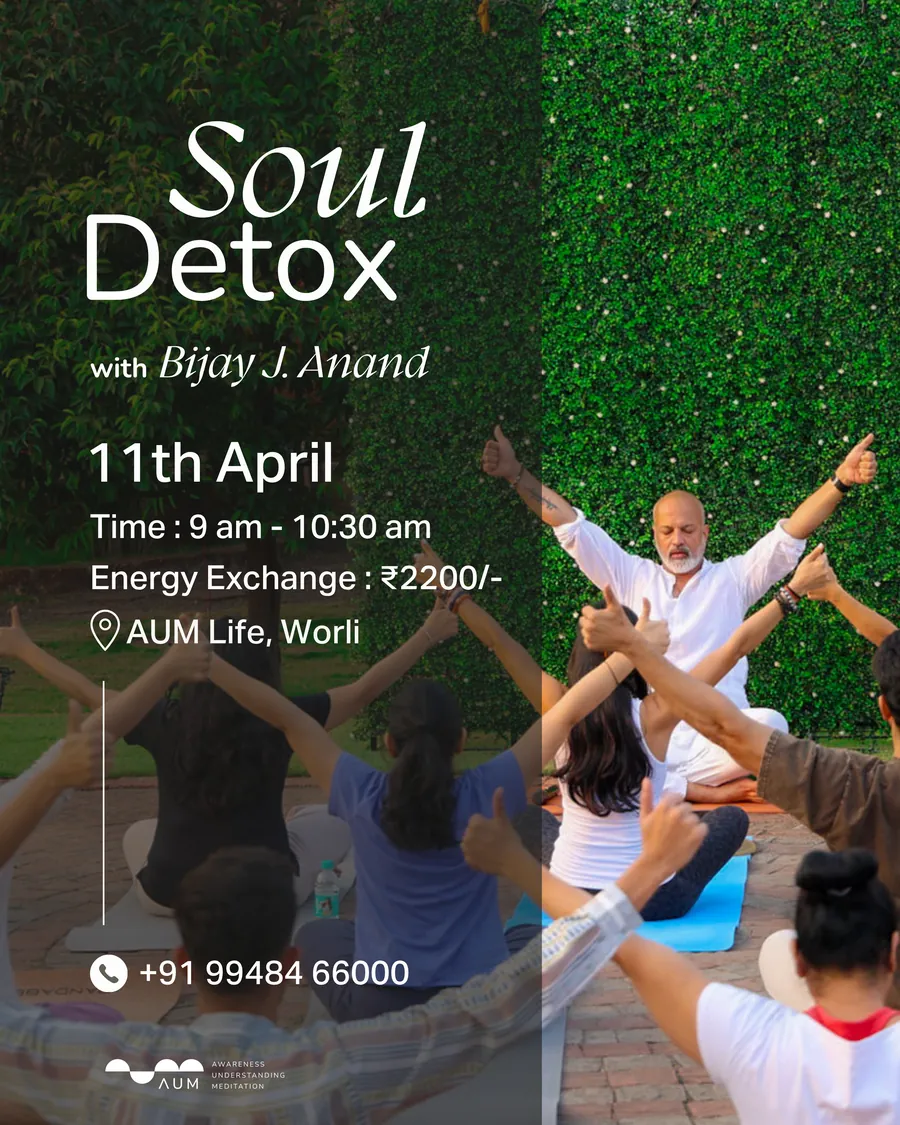 Soul
Detox
with Bijay J. Anand
11th April
Time : 9 am - 10:30 am
Energy Exchange : ₹2200/-
AUM Life, Worli
+91 99484 66000
AUM
AWARENESS
UNDERSTANDING
MEDITATION